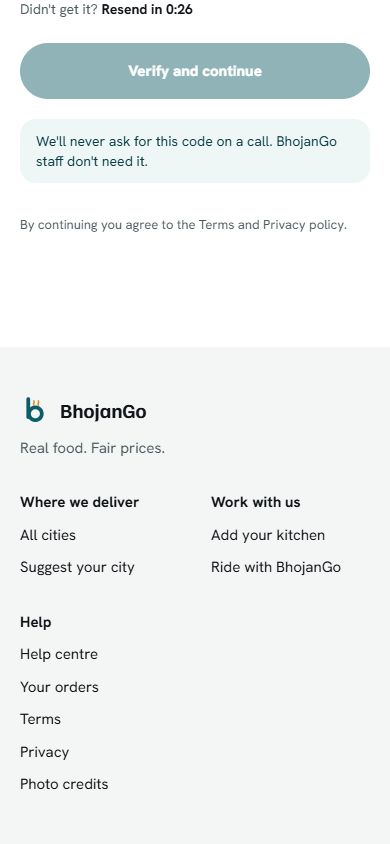 Didn't get it? Resend in 0:26
Verify and continue
We'll never ask for this code on a call. BhojanGo
staff don't need it.
By continuing you agree to the Terms and Privacy policy.
BhojanGo
Real food. Fair prices.
Where we deliver
All cities
Suggest your city
Work with us
Add your kitchen
Ride with BhojanGo
Help
Help centre
Your orders
Terms
Privacy
Photo credits